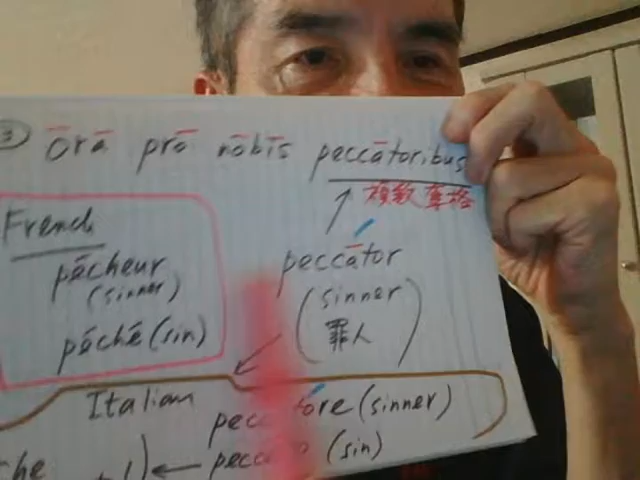 ③ Ōrā prō nōbīs peccātōribus
複数奪格
French
pécheur
(sinner)
péché (sin)
peccātor
(sinner
罪人)
Italian
(sinner)
(sin)